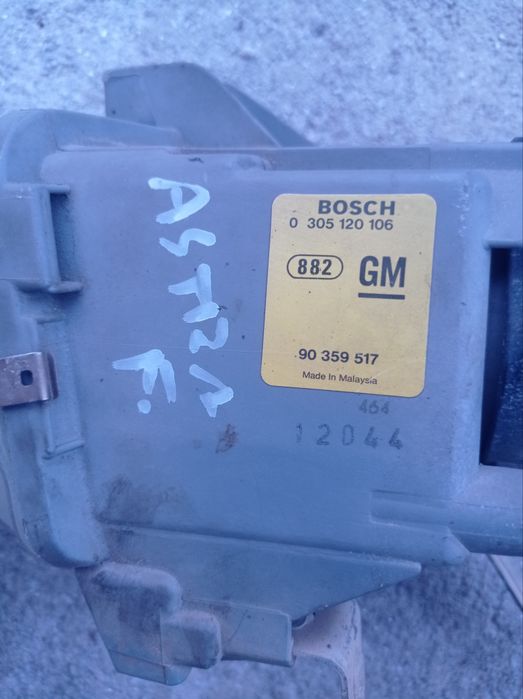 BOSCH
0 305 120 106
882 GM
90 359 517
Made in Malaysia
464
12044
ASTRA
F.